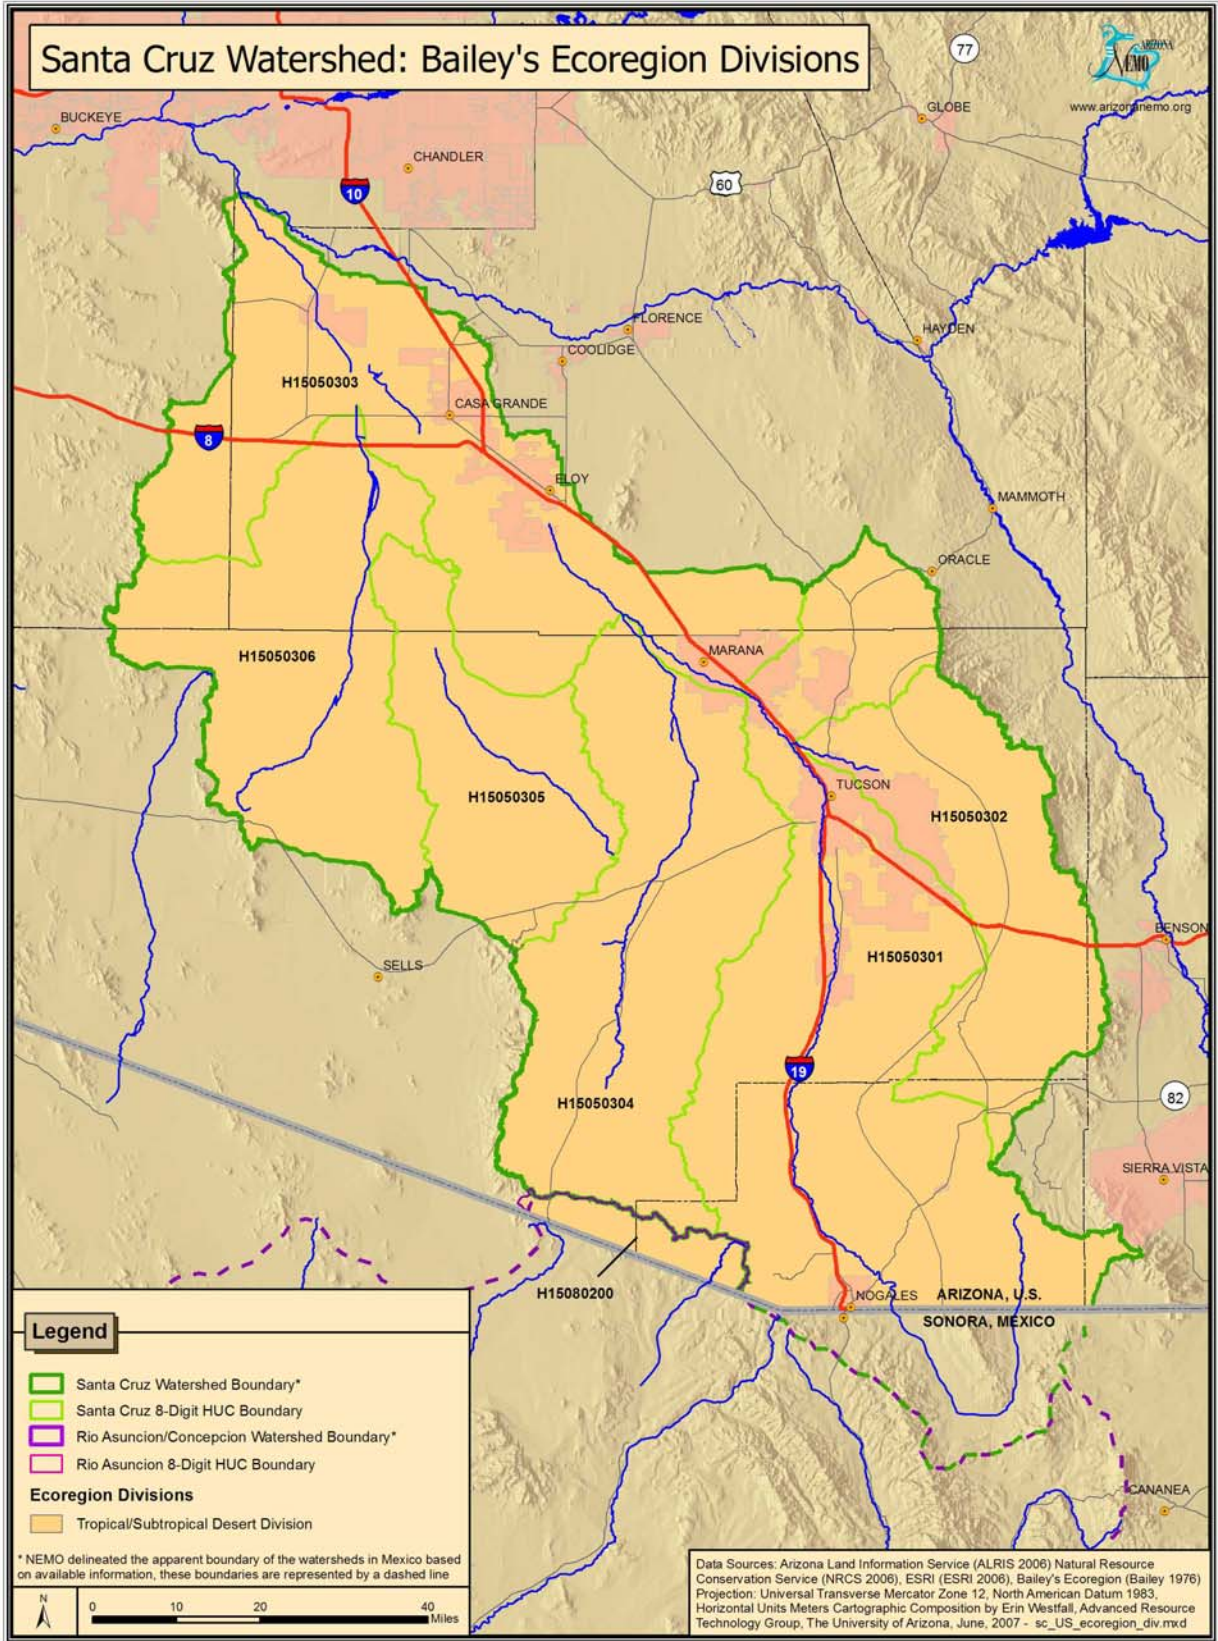 Santa Cruz Watershed: Bailey's Ecoregion Divisions
77
ARIZONA
NEMO
www.arizonanemo.org
BUCKEYE
GLOBE
CHANDLER
10
60
FLORENCE
HAYDEN
COOLIDGE
H15050303
CASA GRANDE
8
ELOY
MAMMOTH
ORACLE
H15050306
MARANA
TUCSON
H15050305
H15050302
BENSON
H15050301
SELLS
19
82
H15050304
SIERRA VISTA
H15080200
NOGALES
ARIZONA, U.S.
SONORA, MEXICO
CANANEA
Legend
Santa Cruz Watershed Boundary*
Santa Cruz 8-Digit HUC Boundary
Rio Asuncion/Concepcion Watershed Boundary*
Rio Asuncion 8-Digit HUC Boundary
Ecoregion Divisions
Tropical/Subtropical Desert Division
* NEMO delineated the apparent boundary of the watersheds in Mexico based
on available information, these boundaries are represented by a dashed line
N
0 10 20 40
Miles
Data Sources: Arizona Land Information Service (ALRIS 2006) Natural Resource
Conservation Service (NRCS 2006), ESRI (ESRI 2006), Bailey's Ecoregion (Bailey 1976)
Projection: Universal Transverse Mercator Zone 12, North American Datum 1983,
Horizontal Units Meters Cartographic Composition by Erin Westfall, Advanced Resource
Technology Group, The University of Arizona, June, 2007 - sc_US_ecoregion_div.mxd